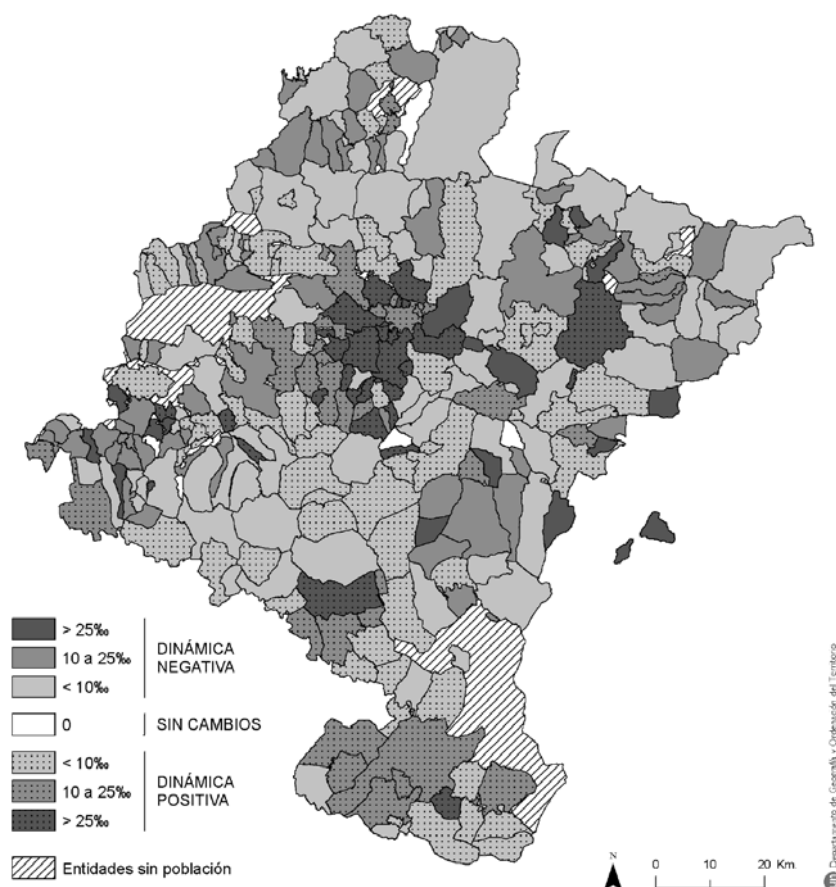 > 25‰
10 a 25‰
< 10‰
DINÁMICA
NEGATIVA
0
SIN CAMBIOS
< 10‰
10 a 25‰
> 25‰
DINÁMICA
POSITIVA
Entidades sin población
N
0 10 20 Km.
Departamento de Geografía y Ordenación del Territorio